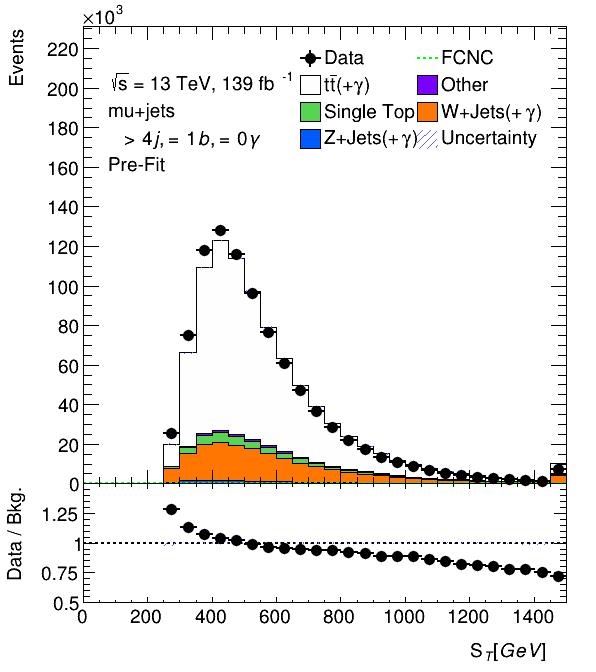 ×10³
Events
220
200
180
160
140
120
100
80
60
40
20
0
√s = 13 TeV, 139 fb⁻¹
mu+jets
> 4j, = 1b, = 0γ
Pre-Fit
Data
FCNC
tt̄(+γ)
Other
Single Top
W+Jets(+γ)
Z+Jets(+γ)
Uncertainty
Data / Bkg.
1.25
1
0.75
0.5
0 200 400 600 800 1000 1200 1400
S_T[GeV]